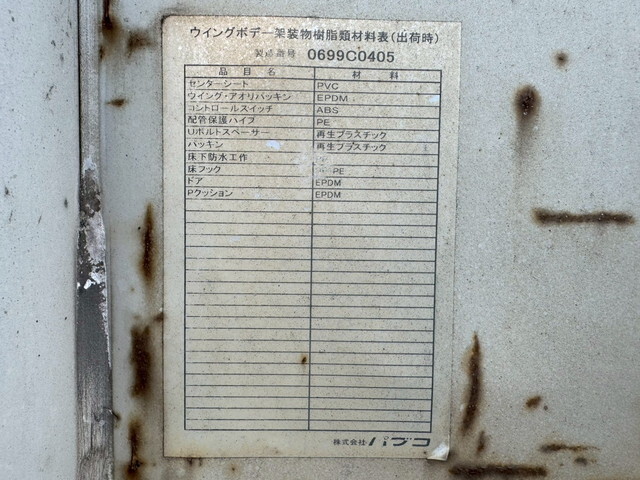 ウイングボデー架装物樹脂類材料表(出荷時)
製造番号 0699C0405
品目名 材料
センターシート PVC
ウイング・アオリパッキン EPDM
コントロールスイッチ ABS
配管保護パイプ PE
Uボルトスペーサー 再生プラスチック
パッキン 再生プラスチック
床下防水工作
床フック PE
ドア EPDM
Pクッション EPDM
株式会社パブコ